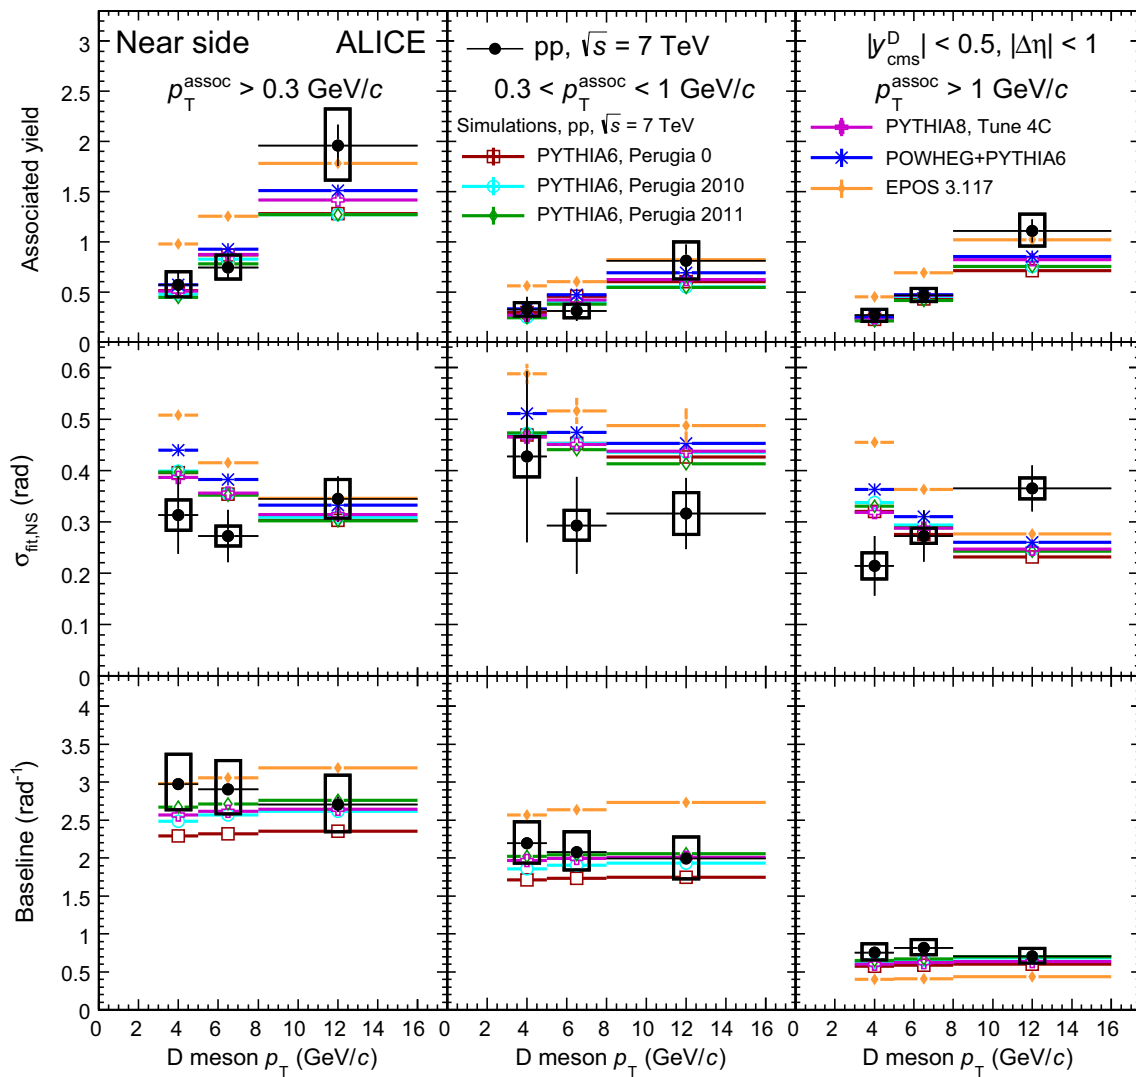 Near side ALICE
p_T^assoc > 0.3 GeV/c
pp, √s = 7 TeV
0.3 < p_T^assoc < 1 GeV/c
Simulations, pp, √s = 7 TeV
PYTHIA6, Perugia 0
PYTHIA6, Perugia 2010
PYTHIA6, Perugia 2011
|y_cms^D| < 0.5, |Δη| < 1
p_T^assoc > 1 GeV/c
PYTHIA8, Tune 4C
POWHEG+PYTHIA6
EPOS 3.117
Associated yield
3
2.5
2
1.5
1
0.5
0
σ_fit,NS (rad)
0.6
0.5
0.4
0.3
0.2
0.1
0
Baseline (rad⁻¹)
4
3.5
3
2.5
2
1.5
1
0.5
0
0 2 4 6 8 10 12 14 16
0 2 4 6 8 10 12 14 16
0 2 4 6 8 10 12 14 16
D meson p_T (GeV/c)
D meson p_T (GeV/c)
D meson p_T (GeV/c)